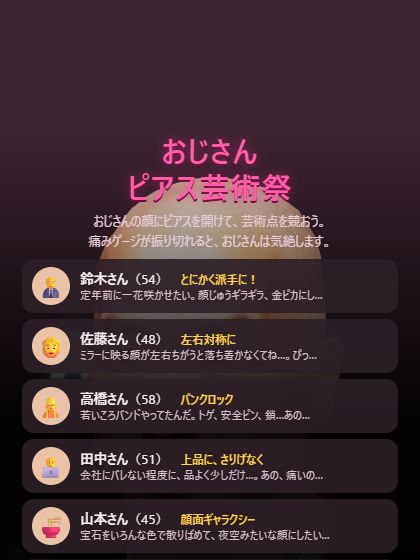 おじさん
ピアス芸術祭
おじさんの顔にピアスを開けて、芸術点を競おう。
痛みゲージが振り切れると、おじさんは気絶します。
鈴木さん（54） とにかく派手に！
定年前に一花咲かせたい。顔じゅうギラギラ、金ピカにし...
佐藤さん（48） 左右対称に
ミラーに映る顔が左右ちがうと落ち着かなくてね...。ぴっ...
高橋さん（58） パンクロック
若いころバンドやってたんだ。トゲ、安全ピン、鎖...あの...
田中さん（51） 上品に、さりげなく
会社にバレない程度に、品よく少しだけ...。あの、痛いの...
山本さん（45） 顔面ギャラクシー
宝石をいろんな色で散りばめて、夜空みたいな顔にしたい...